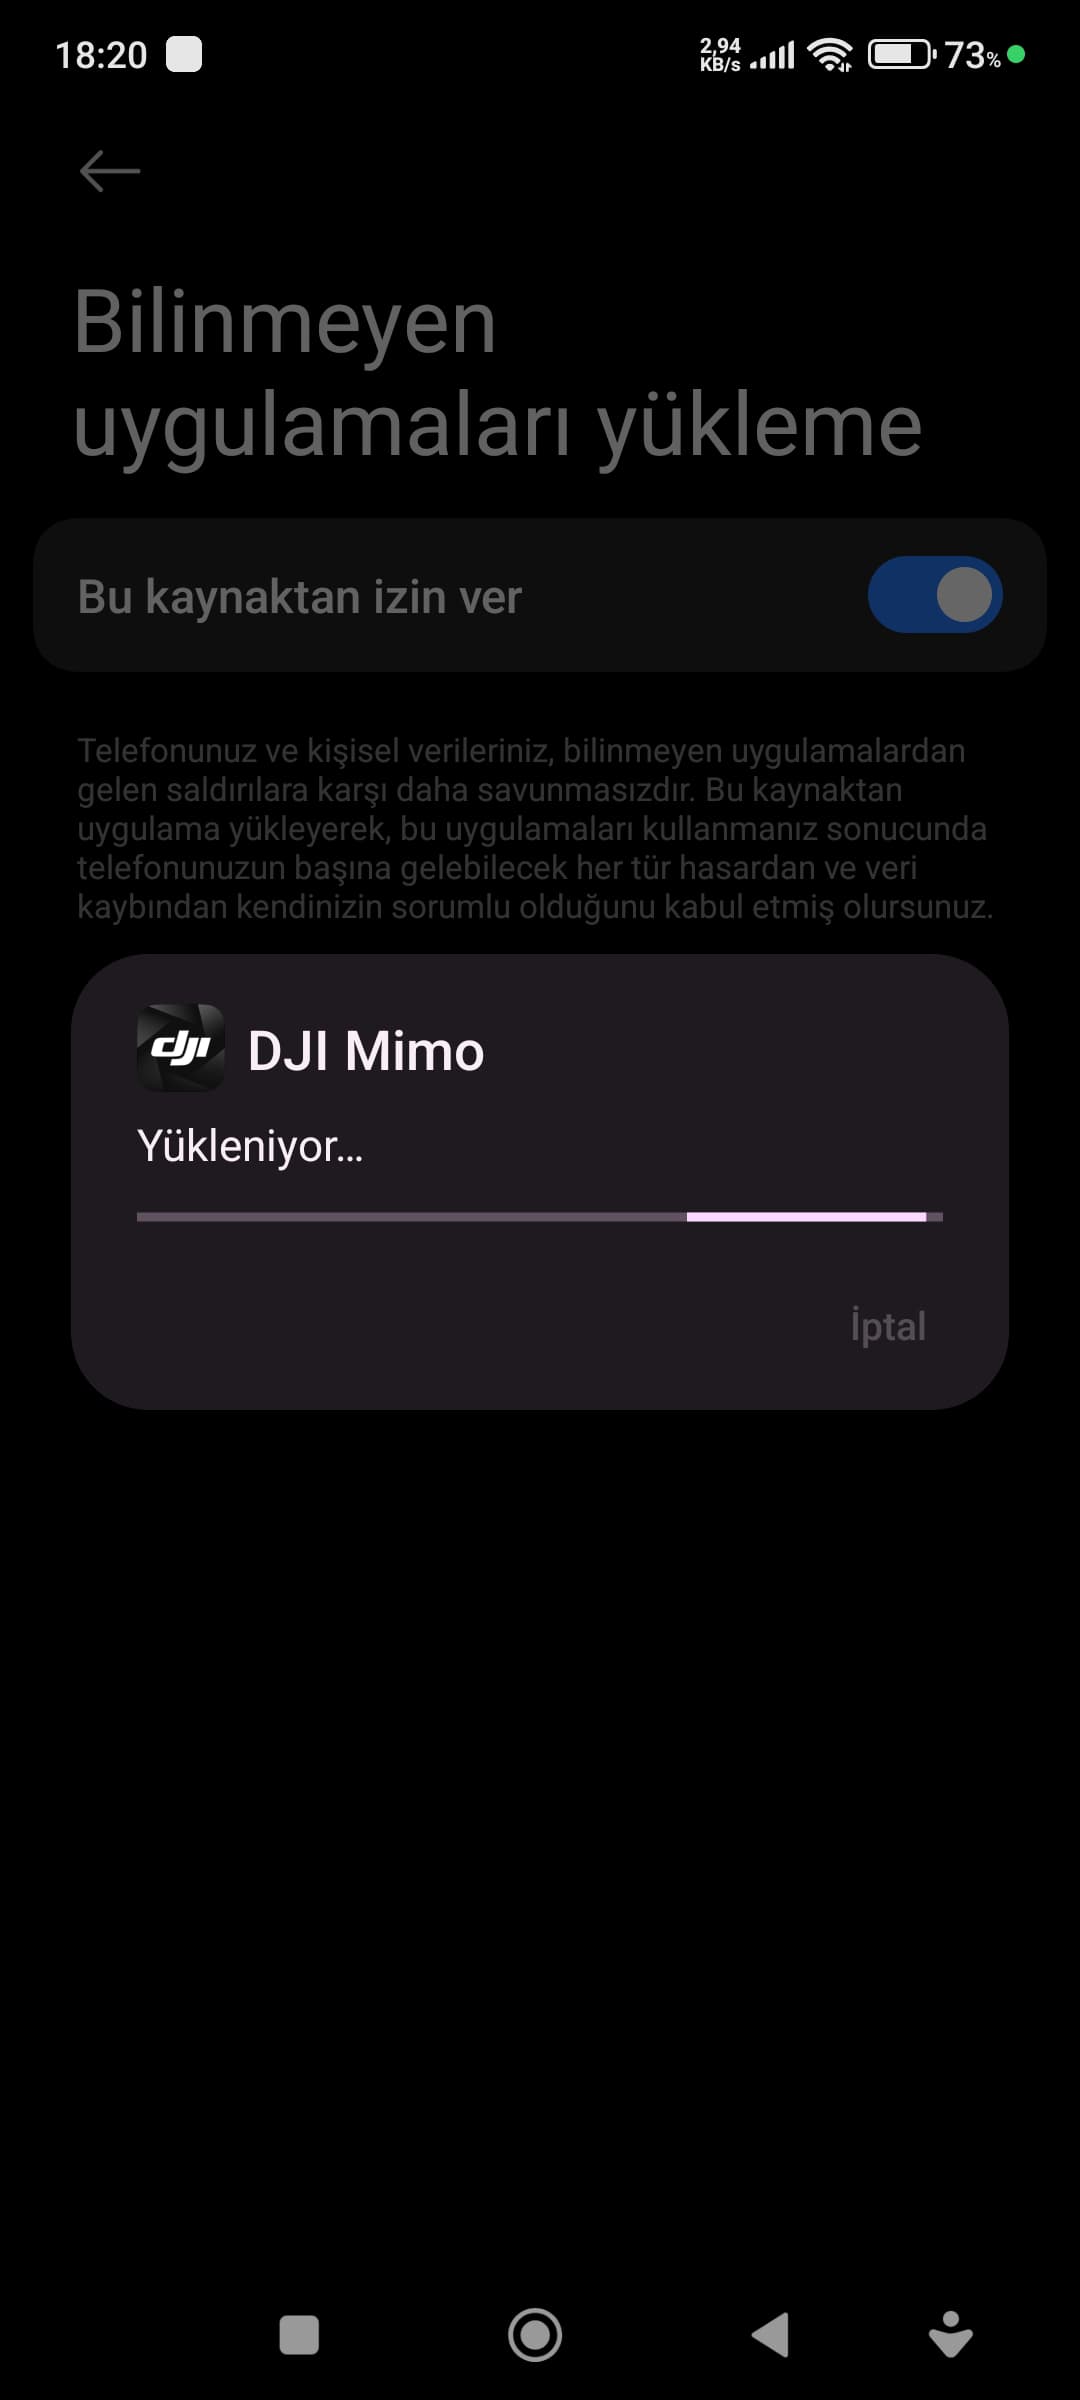 18:20
2,94
KB/s
73%
Bilinmeyen
uygulamaları yükleme
Bu kaynaktan izin ver
Telefonunuz ve kişisel verileriniz, bilinmeyen uygulamalardan
gelen saldırılara karşı daha savunmasızdır. Bu kaynaktan
uygulama yükleyerek, bu uygulamaları kullanmanız sonucunda
telefonunuzun başına gelebilecek her tür hasardan ve veri
kaybından kendinizin sorumlu olduğunu kabul etmiş olursunuz.
dji
DJI Mimo
Yükleniyor...
İptal